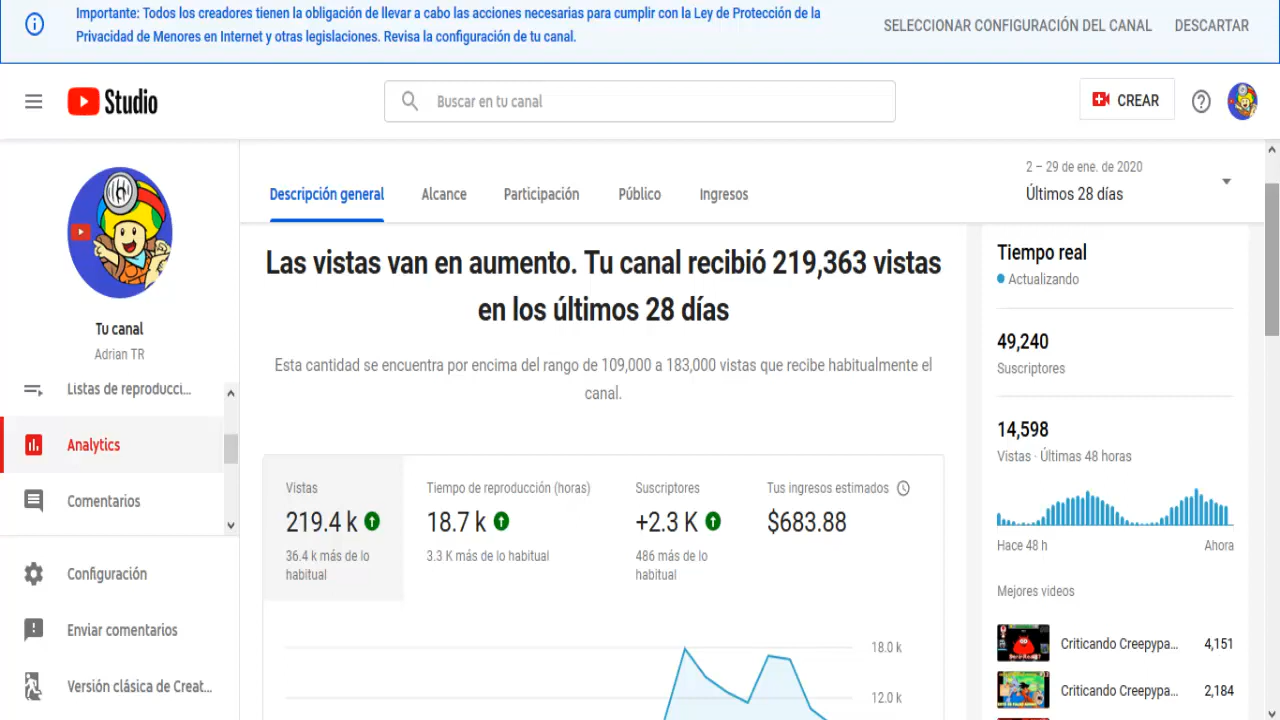 Importante: Todos los creadores tienen la obligación de llevar a cabo las acciones necesarias para cumplir con la Ley de Protección de la
Privacidad de Menores en Internet y otras legislaciones. Revisa la configuración de tu canal.
SELECCIONAR CONFIGURACIÓN DEL CANAL
DESCARTAR
Studio
Buscar en tu canal
CREAR
Tu canal
Adrian TR
Listas de reproducci...
Analytics
Comentarios
Configuración
Enviar comentarios
Versión clásica de Creat...
Descripción general
Alcance
Participación
Público
Ingresos
2 – 29 de ene. de 2020
Últimos 28 días
Las vistas van en aumento. Tu canal recibió 219,363 vistas
en los últimos 28 días
Esta cantidad se encuentra por encima del rango de 109,000 a 183,000 vistas que recibe habitualmente el
canal.
Vistas
219.4 k
36.4 k más de lo
habitual
Tiempo de reproducción (horas)
18.7 k
3.3 K más de lo habitual
Suscriptores
+2.3 K
486 más de lo
habitual
Tus ingresos estimados
$683.88
18.0 k
12.0 k
Tiempo real
Actualizando
49,240
Suscriptores
14,598
Vistas · Últimas 48 horas
Hace 48 h
Ahora
Mejores videos
Criticando Creepypa...
4,151
Criticando Creepypa...
2,184